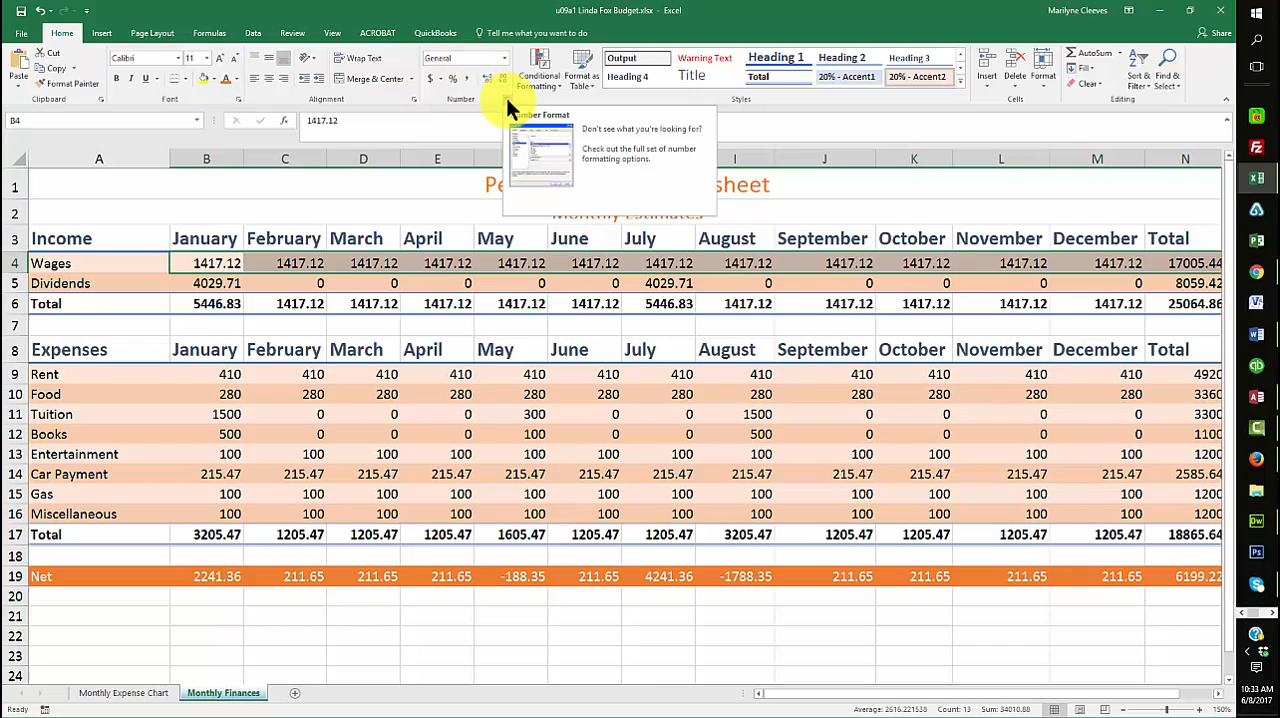 u09a1 Linda Fox Budget.xlsx - Excel
Marilyne Cleeves
File Home Insert Page Layout Formulas Data Review View ACROBAT QuickBooks Tell me what you want to do Share
Paste Cut Copy Format Painter
Calibri 11 A A B I U A
Wrap Text
Merge & Center
General
$ % ,
Conditional Formatting
Format as Table
Output Warning Text Heading 1 Heading 2 Heading 3
Heading 4 Title Total 20% - Accent1 20% - Accent2
Insert Delete Format
AutoSum Fill Clear
Sort & Filter
Find & Select
Clipboard Font Alignment Number Styles Cells Editing
B4 fx 1417.12
umber Format
Don't see what you're looking for?
Check out the full set of number
formatting options.
A B C D E I J K L M N
1 Pe sheet
2
3 Income January February March April May June July August September October November December Total
4 Wages 1417.12 1417.12 1417.12 1417.12 1417.12 1417.12 1417.12 1417.12 1417.12 1417.12 1417.12 1417.12 17005.44
5 Dividends 4029.71 0 0 0 0 0 4029.71 0 0 0 0 0 8059.42
6 Total 5446.83 1417.12 1417.12 1417.12 1417.12 1417.12 5446.83 1417.12 1417.12 1417.12 1417.12 1417.12 25064.86
7
8 Expenses January February March April May June July August September October November December Total
9 Rent 410 410 410 410 410 410 410 410 410 410 410 410 4920
10 Food 280 280 280 280 280 280 280 280 280 280 280 280 3360
11 Tuition 1500 0 0 0 300 0 0 1500 0 0 0 0 3300
12 Books 500 0 0 0 100 0 0 500 0 0 0 0 1100
13 Entertainment 100 100 100 100 100 100 100 100 100 100 100 100 1200
14 Car Payment 215.47 215.47 215.47 215.47 215.47 215.47 215.47 215.47 215.47 215.47 215.47 215.47 2585.64
15 Gas 100 100 100 100 100 100 100 100 100 100 100 100 1200
16 Miscellaneous 100 100 100 100 100 100 100 100 100 100 100 100 1200
17 Total 3205.47 1205.47 1205.47 1205.47 1605.47 1205.47 1205.47 3205.47 1205.47 1205.47 1205.47 1205.47 18865.64
18
19 Net 2241.36 211.65 211.65 211.65 -188.35 211.65 4241.36 -1788.35 211.65 211.65 211.65 211.65 6199.22
20
21
22
23
24
Monthly Expense Chart Monthly Finances
Ready Average: 2616.221538 Count: 13 Sum: 34010.88 150%
10:33 AM
6/8/2017